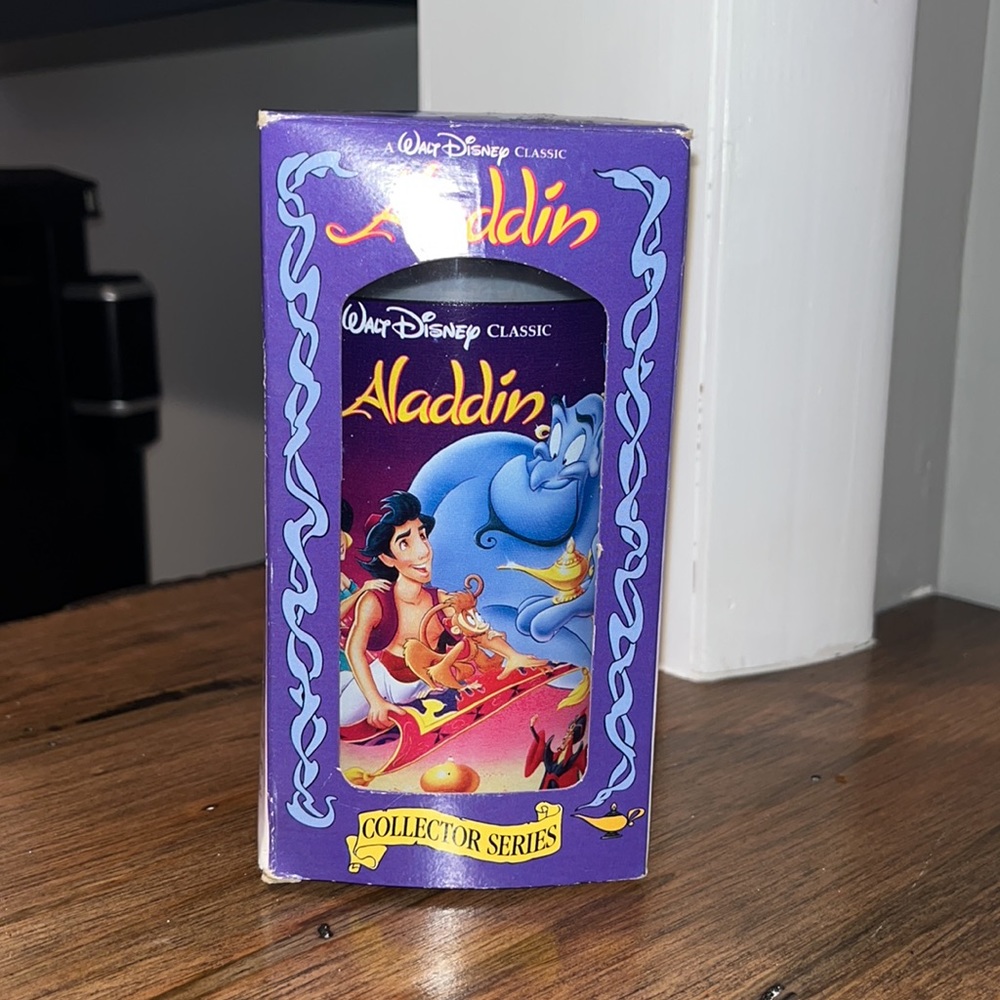 A WALT DISNEY CLASSIC
Aladdin
WALT DISNEY CLASSIC
Aladdin
COLLECTOR SERIES